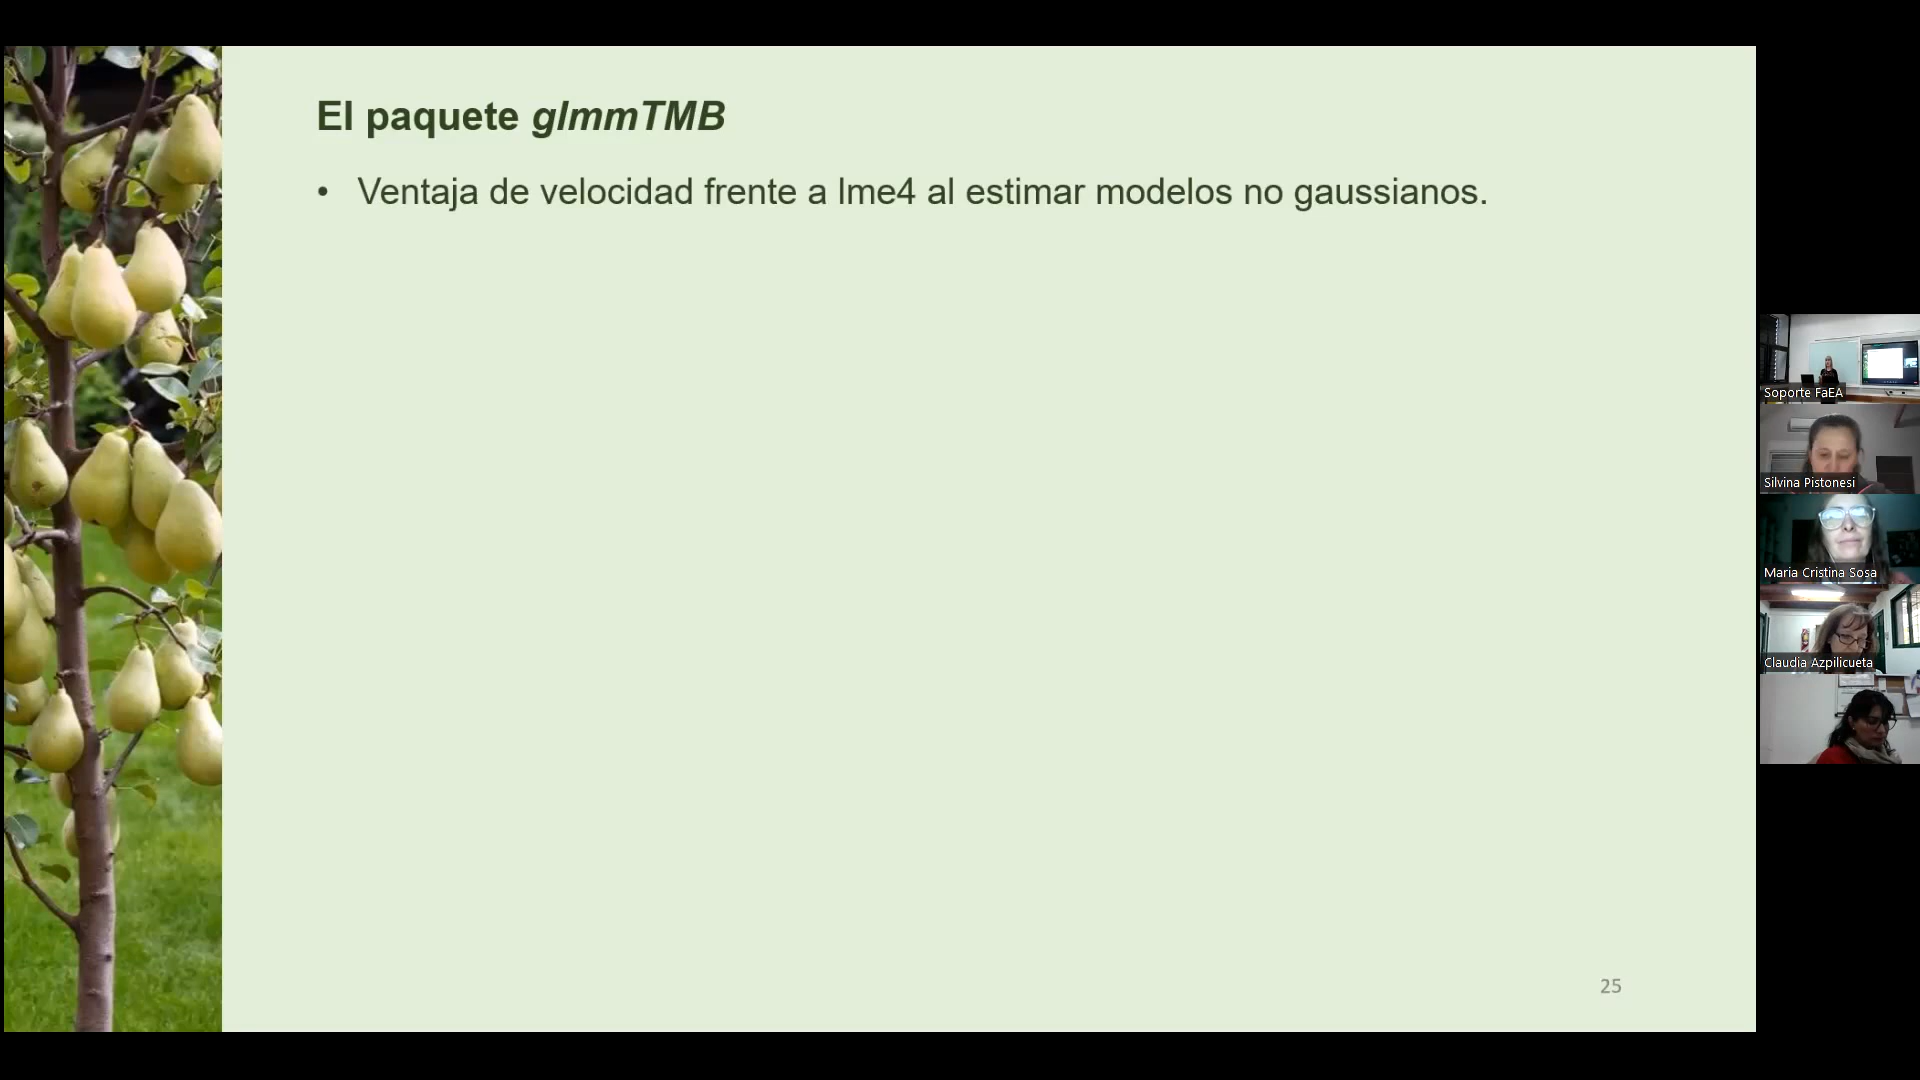 El paquete glmmTMB
• Ventaja de velocidad frente a lme4 al estimar modelos no gaussianos.
25
Soporte FaEA
Silvina Pistonesi
Maria Cristina Sosa
Claudia Azpilicueta